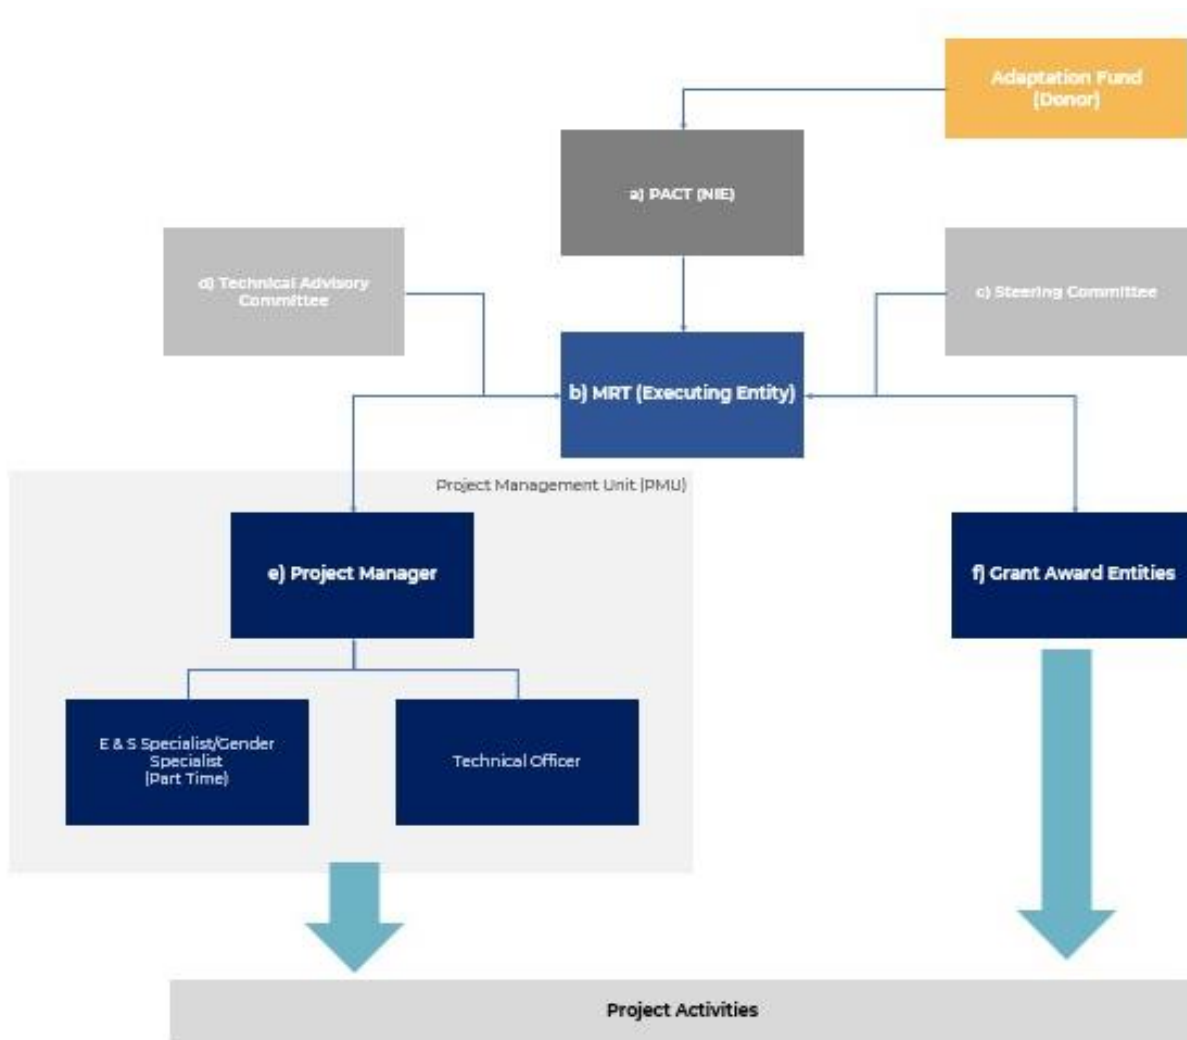 Adaptation Fund
(Donor)
a) PACT (NIE)
d) Technical Advisory
Committee
c) Steering Committee
b) MRT (Executing Entity)
Project Management Unit (PMU)
e) Project Manager
f) Grant Award Entities
E & S Specialist/Gender
Specialist
(Part Time)
Technical Officer
Project Activities